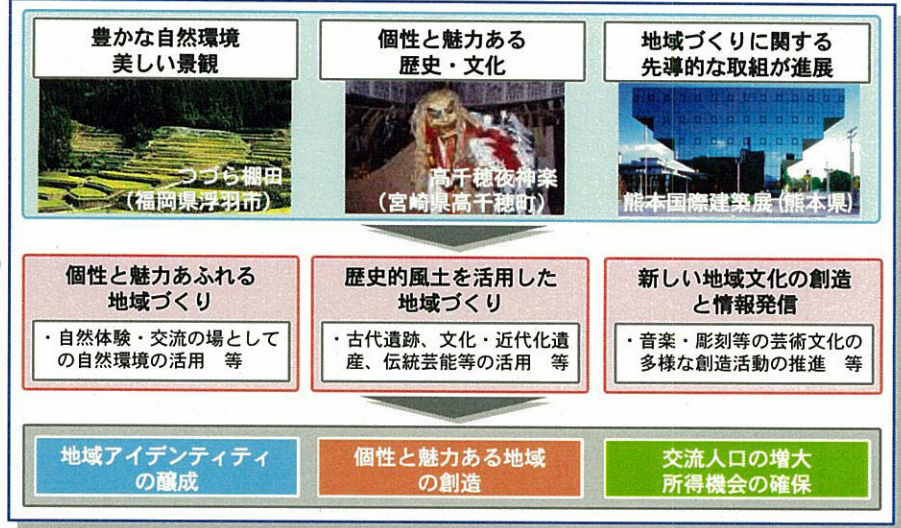 豊かな自然環境
美しい景観
個性と魅力ある
歴史・文化
地域づくりに関する
先導的な取組が進展
つづら棚田
(福岡県浮羽市)
高千穂夜神楽
(宮崎県高千穂町)
熊本国際建築展(熊本県)
個性と魅力あふれる
地域づくり
・自然体験・交流の場として
の自然環境の活用 等
歴史的風土を活用した
地域づくり
・古代遺跡、文化・近代化遺
産、伝統芸能等の活用 等
新しい地域文化の創造
と情報発信
・音楽・彫刻等の芸術文化の
多様な創造活動の推進 等
地域アイデンティティ
の醸成
個性と魅力ある地域
の創造
交流人口の増大
所得機会の確保